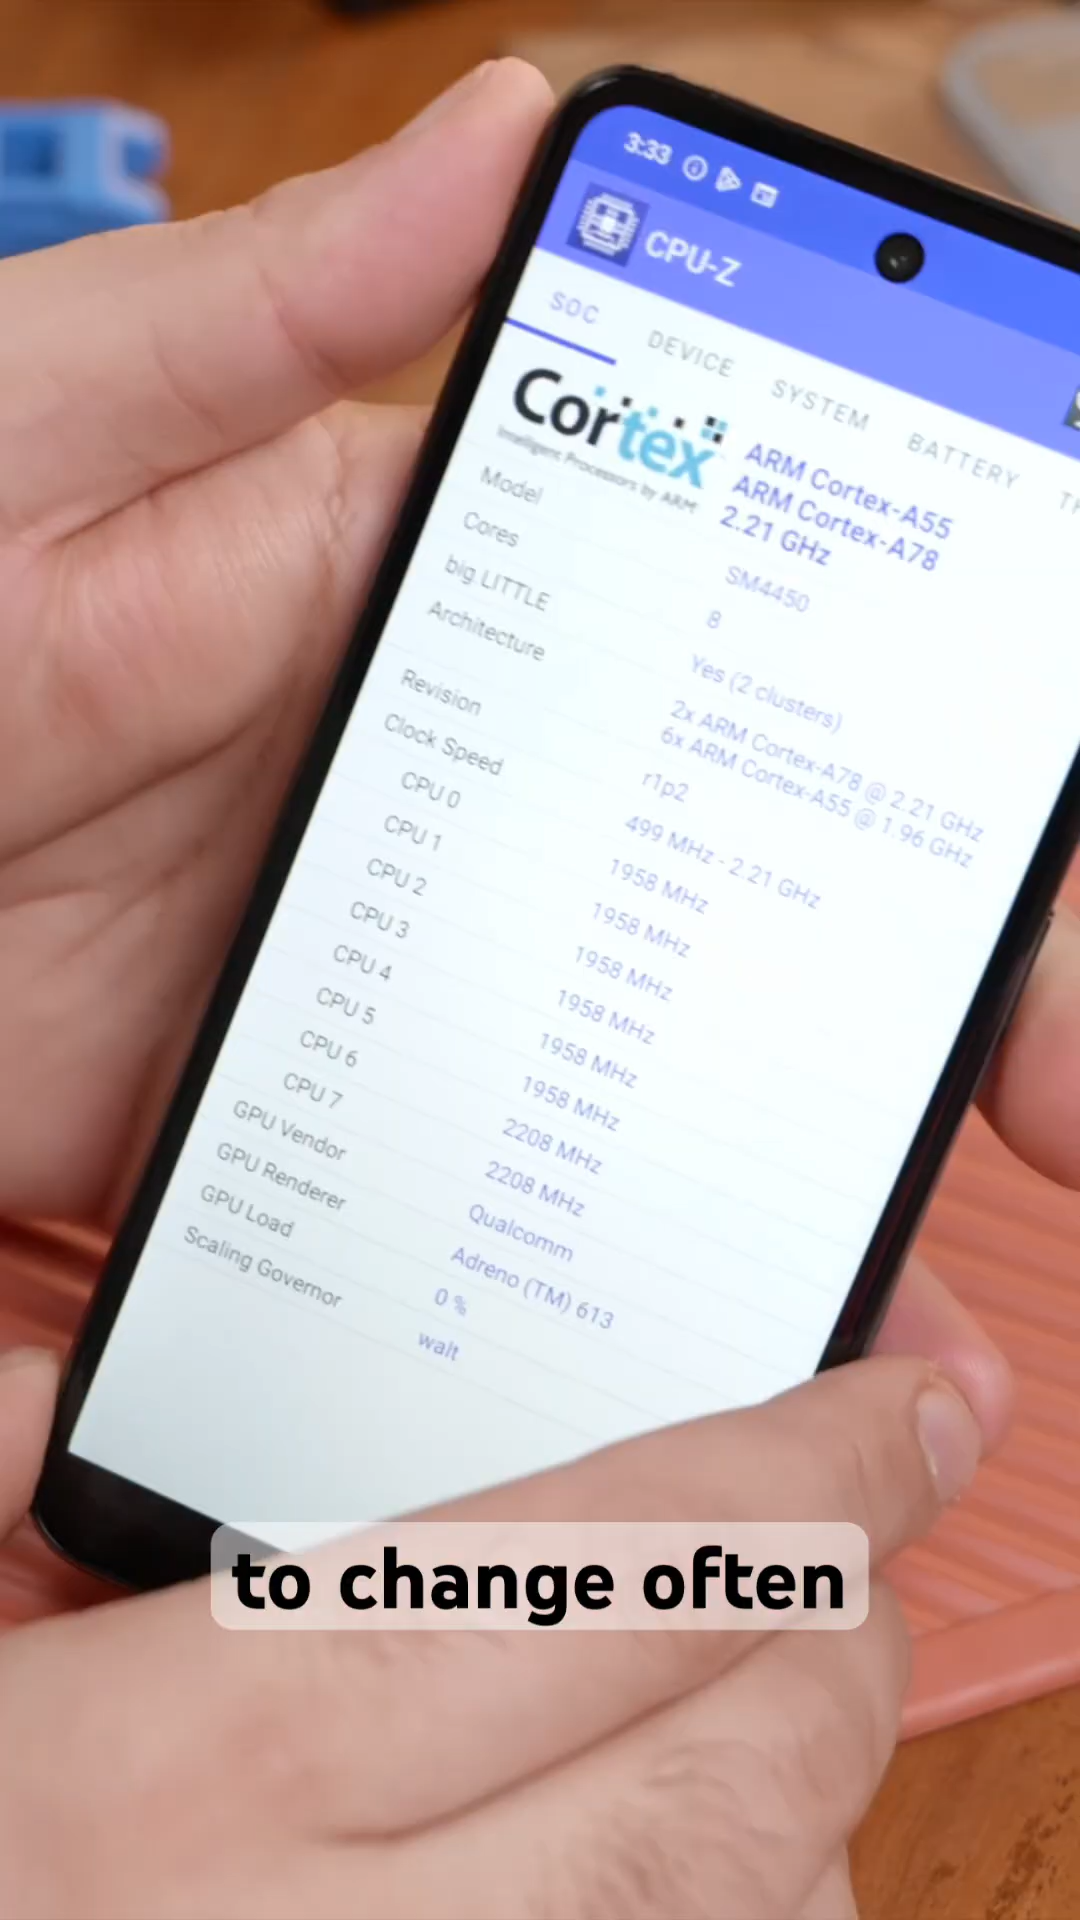 3:33
CPU-Z
SOC DEVICE SYSTEM BATTERY
Cortex
Intelligent Processors by ARM
ARM Cortex-A55
ARM Cortex-A78
2.21 GHz
Model SM4450
Cores 8
big.LITTLE Yes (2 clusters)
Architecture 2x ARM Cortex-A78 @ 2.21 GHz
6x ARM Cortex-A55 @ 1.96 GHz
Revision r1p2
Clock Speed 499 MHz - 2.21 GHz
CPU 0 1958 MHz
CPU 1 1958 MHz
CPU 2 1958 MHz
CPU 3 1958 MHz
CPU 4 1958 MHz
CPU 5 1958 MHz
CPU 6 2208 MHz
CPU 7 2208 MHz
GPU Vendor Qualcomm
GPU Renderer Adreno (TM) 613
GPU Load 0 %
Scaling Governor walt
to change often